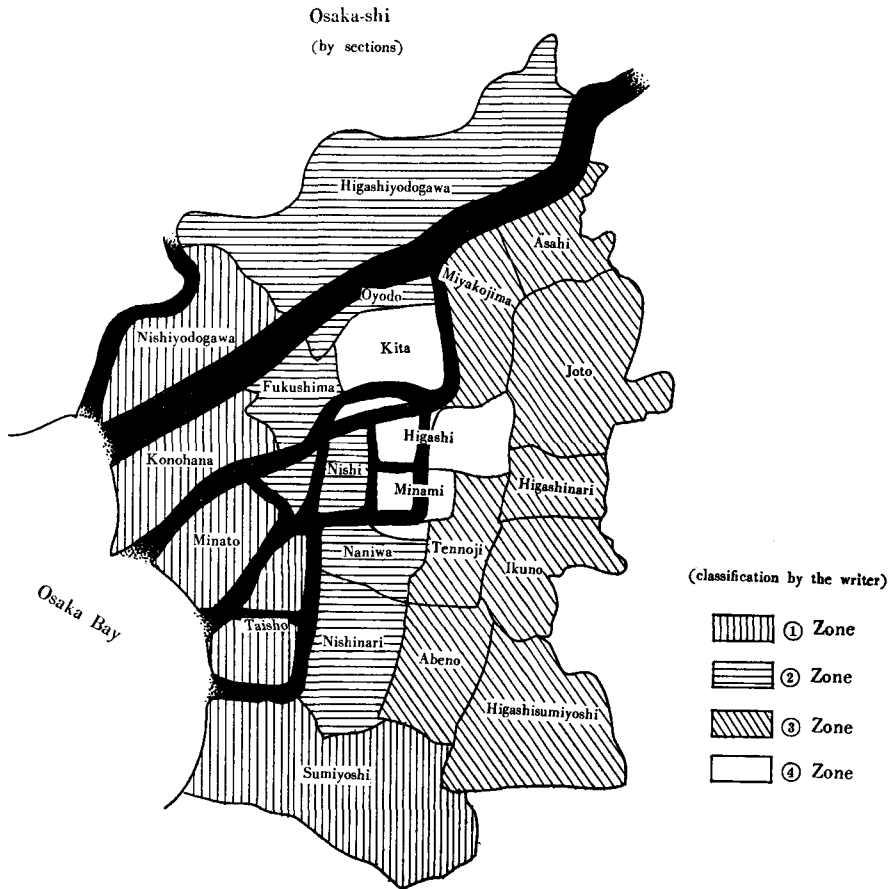 Osaka-shi
(by sections)
Higashiyodogawa
Asahi
Miyakojima
Oyodo
Nishiyodogawa
Kita
Joto
Fukushima
Higashi
Konohana
Nishi
Higashinari
Minami
Minato
Naniwa
Tennoji
Ikuno
Osaka Bay
Taisho
Nishinari
Abeno
Higashisumiyoshi
Sumiyoshi
(classification by the writer)
① Zone
② Zone
③ Zone
④ Zone